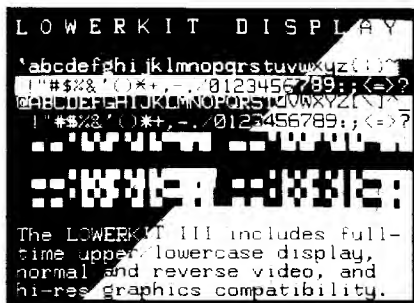 LOWERKIT DISPLAY
`abcdefghijklmnopqrstuvwxyz{|}~
!"#$%&'()*+,-./0123456789:;<=>?
@ABCDEFGHIJKLMNOPQRSTUVWXYZ[\]^
!"#$%&'()*+,-./0123456789:;<=>?
The LOWERKIT III includes full-
time upper/lowercase display,
normal and reverse video, and
hi-res graphics compatibility.